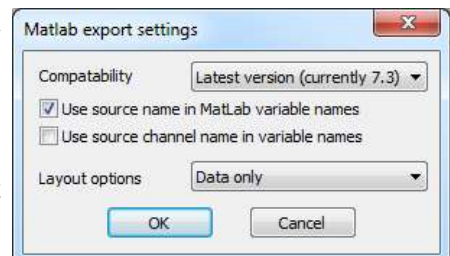 Matlab export settings
Compatability Latest version (currently 7.3)
Use source name in MatLab variable names
Use source channel name in variable names
Layout options Data only
OK Cancel